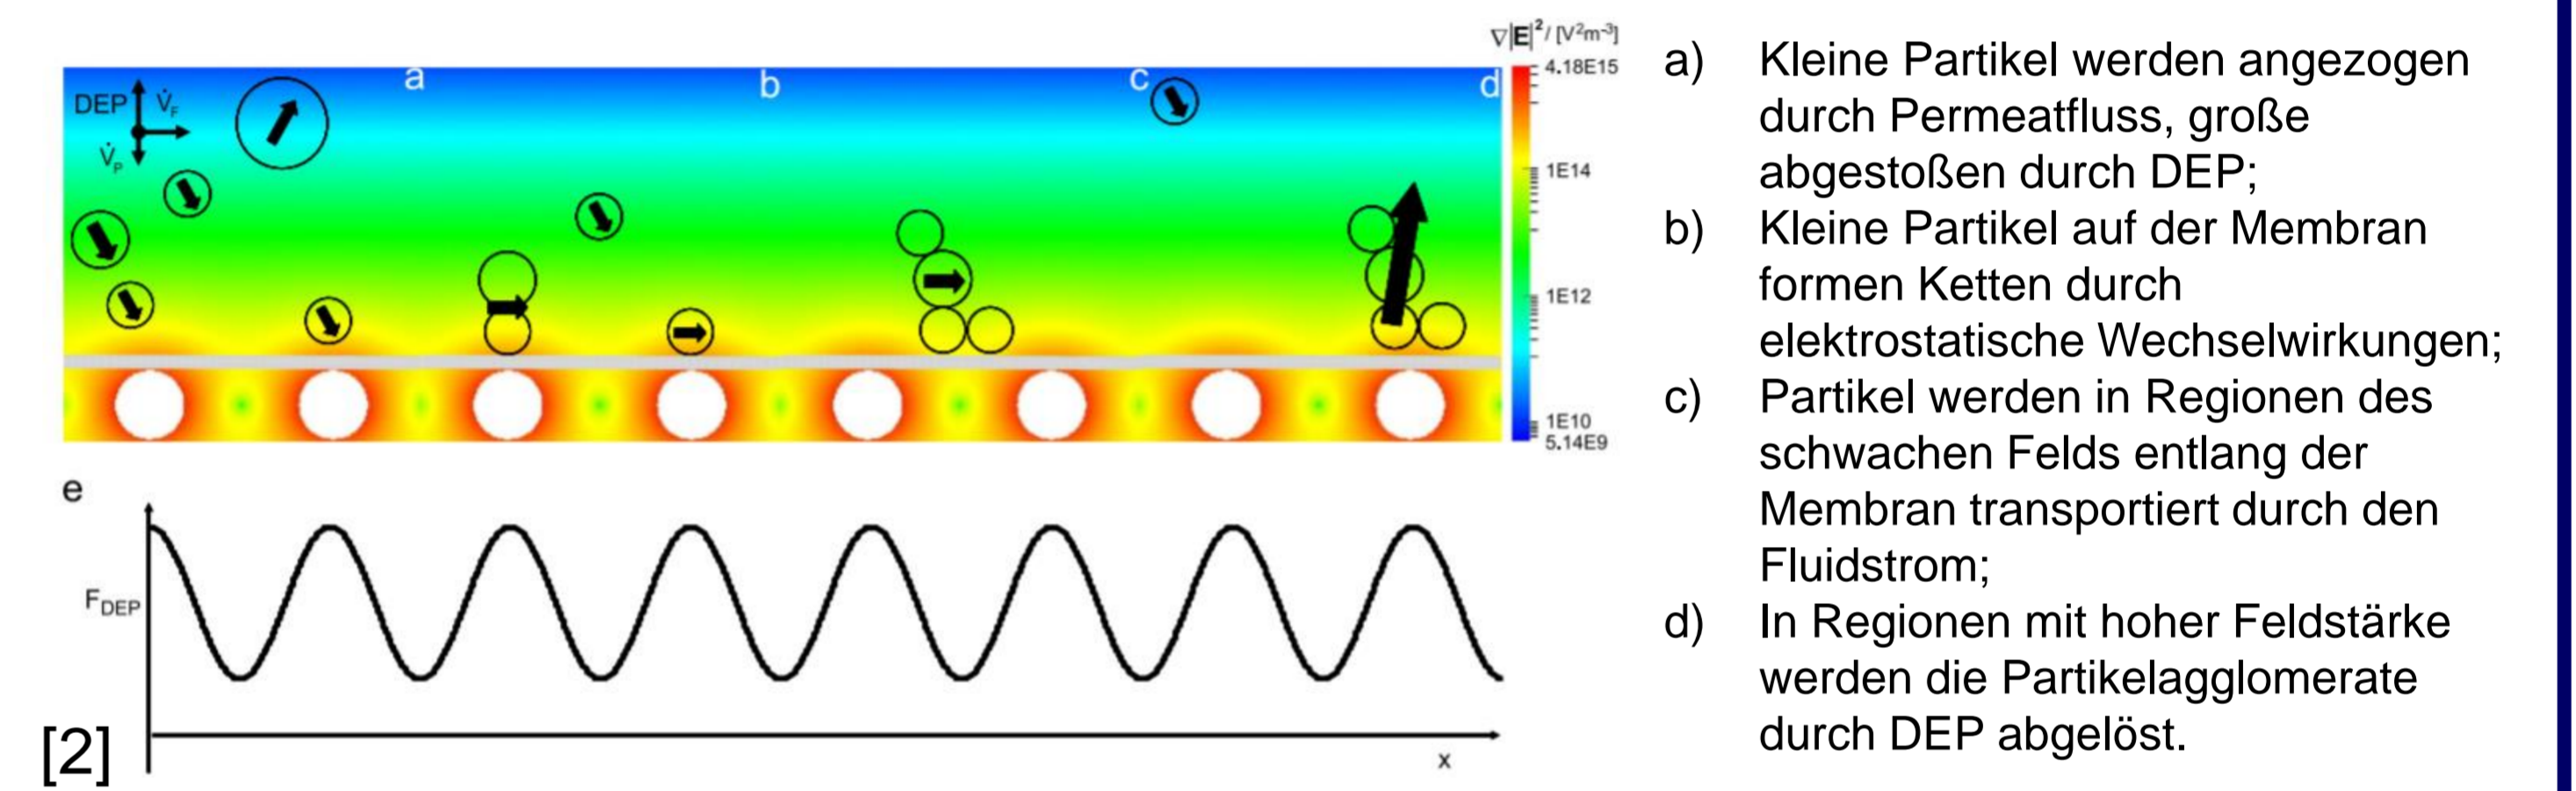 ∇|E|²/ [V²m⁻³]
4.18E15
1E14
1E12
1E10
5.14E9
a
b
c
d
DEP
V̇F
V̇P
e
FDEP
x
[2]
a) Kleine Partikel werden angezogen
durch Permeatfluss, große
abgestoßen durch DEP;
b) Kleine Partikel auf der Membran
formen Ketten durch
elektrostatische Wechselwirkungen;
c) Partikel werden in Regionen des
schwachen Felds entlang der
Membran transportiert durch den
Fluidstrom;
d) In Regionen mit hoher Feldstärke
werden die Partikelagglomerate
durch DEP abgelöst.